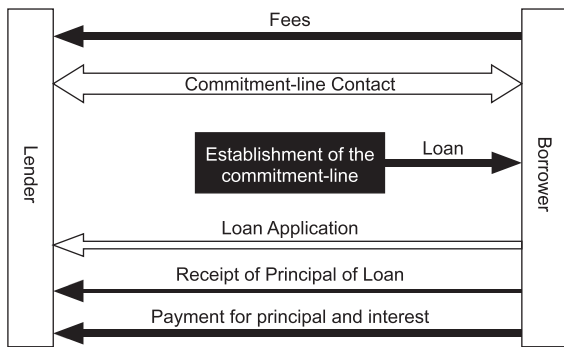 Fees
Commitment-line Contact
Lender
Establishment of the
commitment-line
Loan
Borrower
Loan Application
Receipt of Principal of Loan
Payment for principal and interest